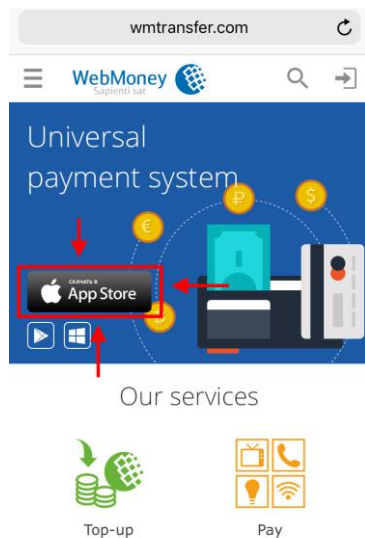 wmtransfer.com
WebMoney
Sapienti sat
Universal
payment system
СКАЧАТЬ В
App Store
Our services
Top-up
Pay